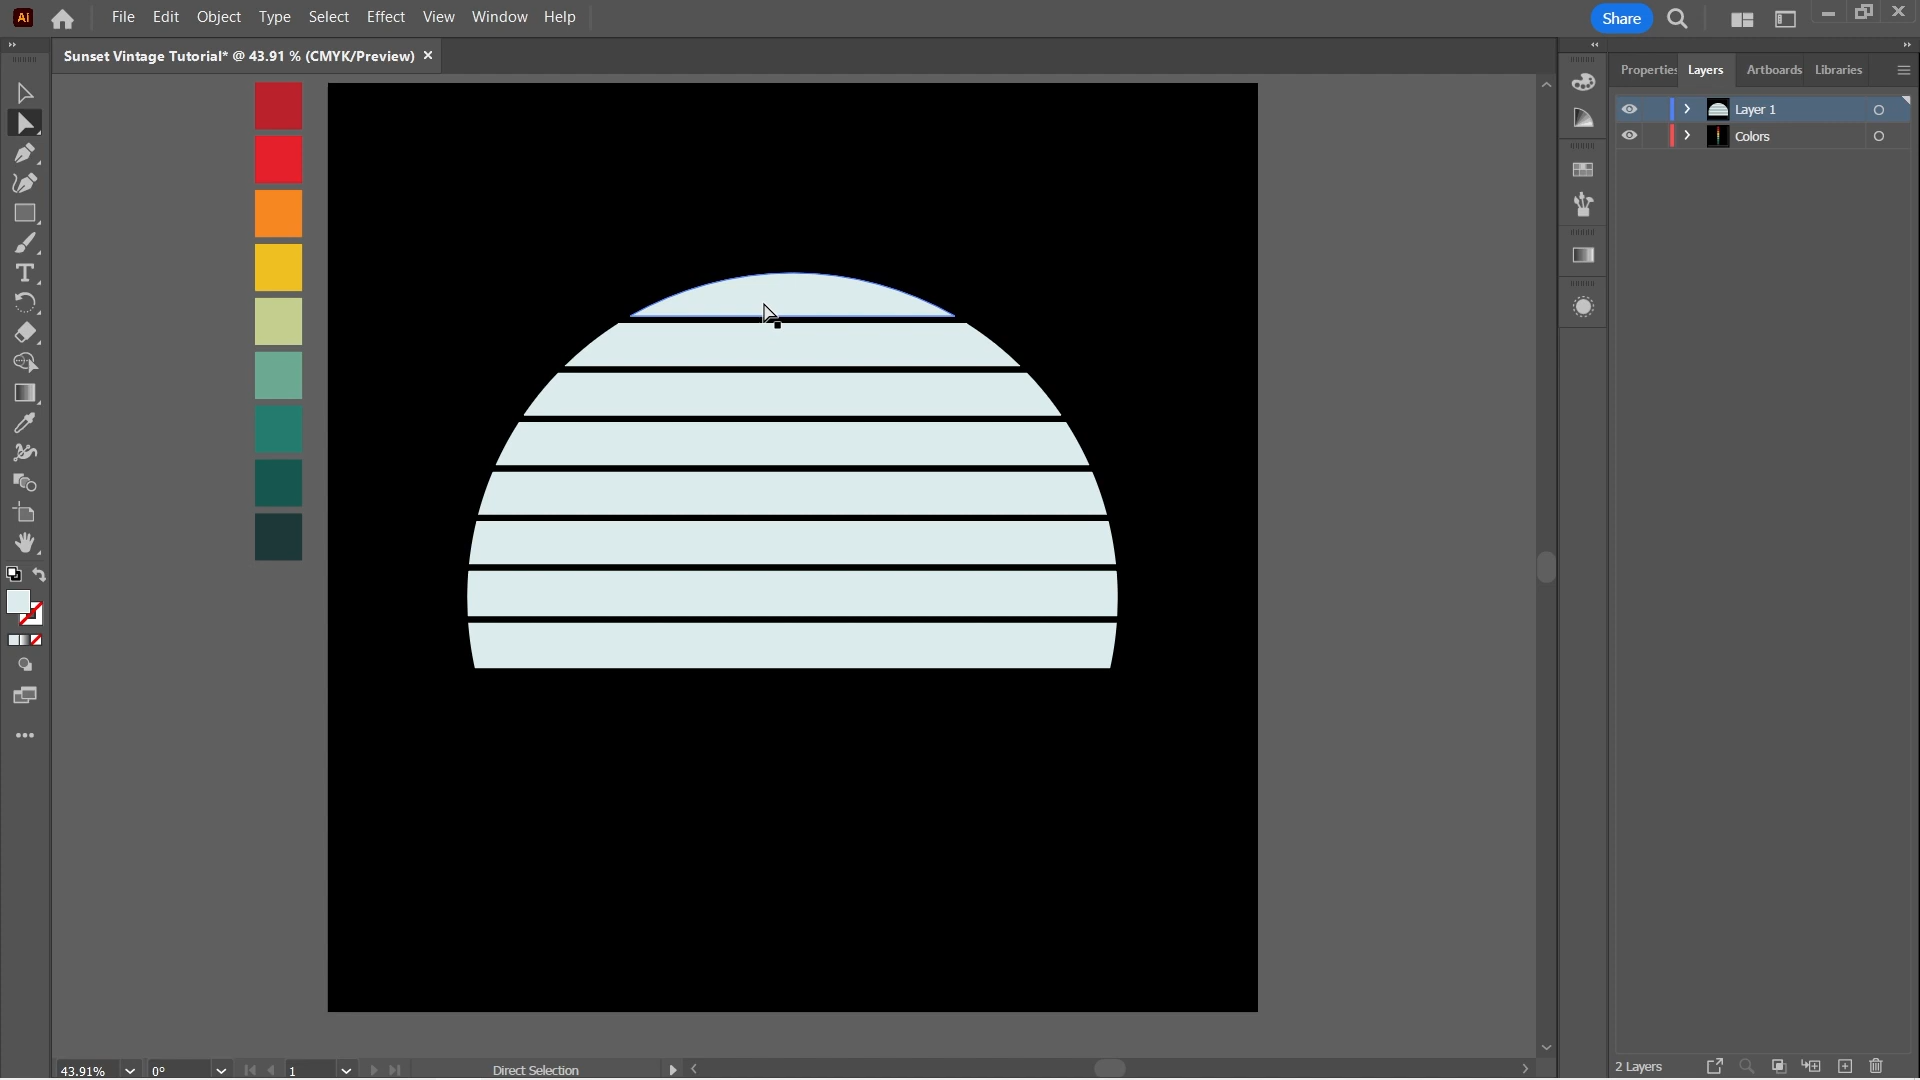 Ai File Edit Object Type Select Effect View Window Help Share
Sunset Vintage Tutorial* @ 43.91 % (CMYK/Preview) ×
Properties Layers Artboards Libraries
Layer 1
Colors
43.91% 0° 1 Direct Selection
2 Layers